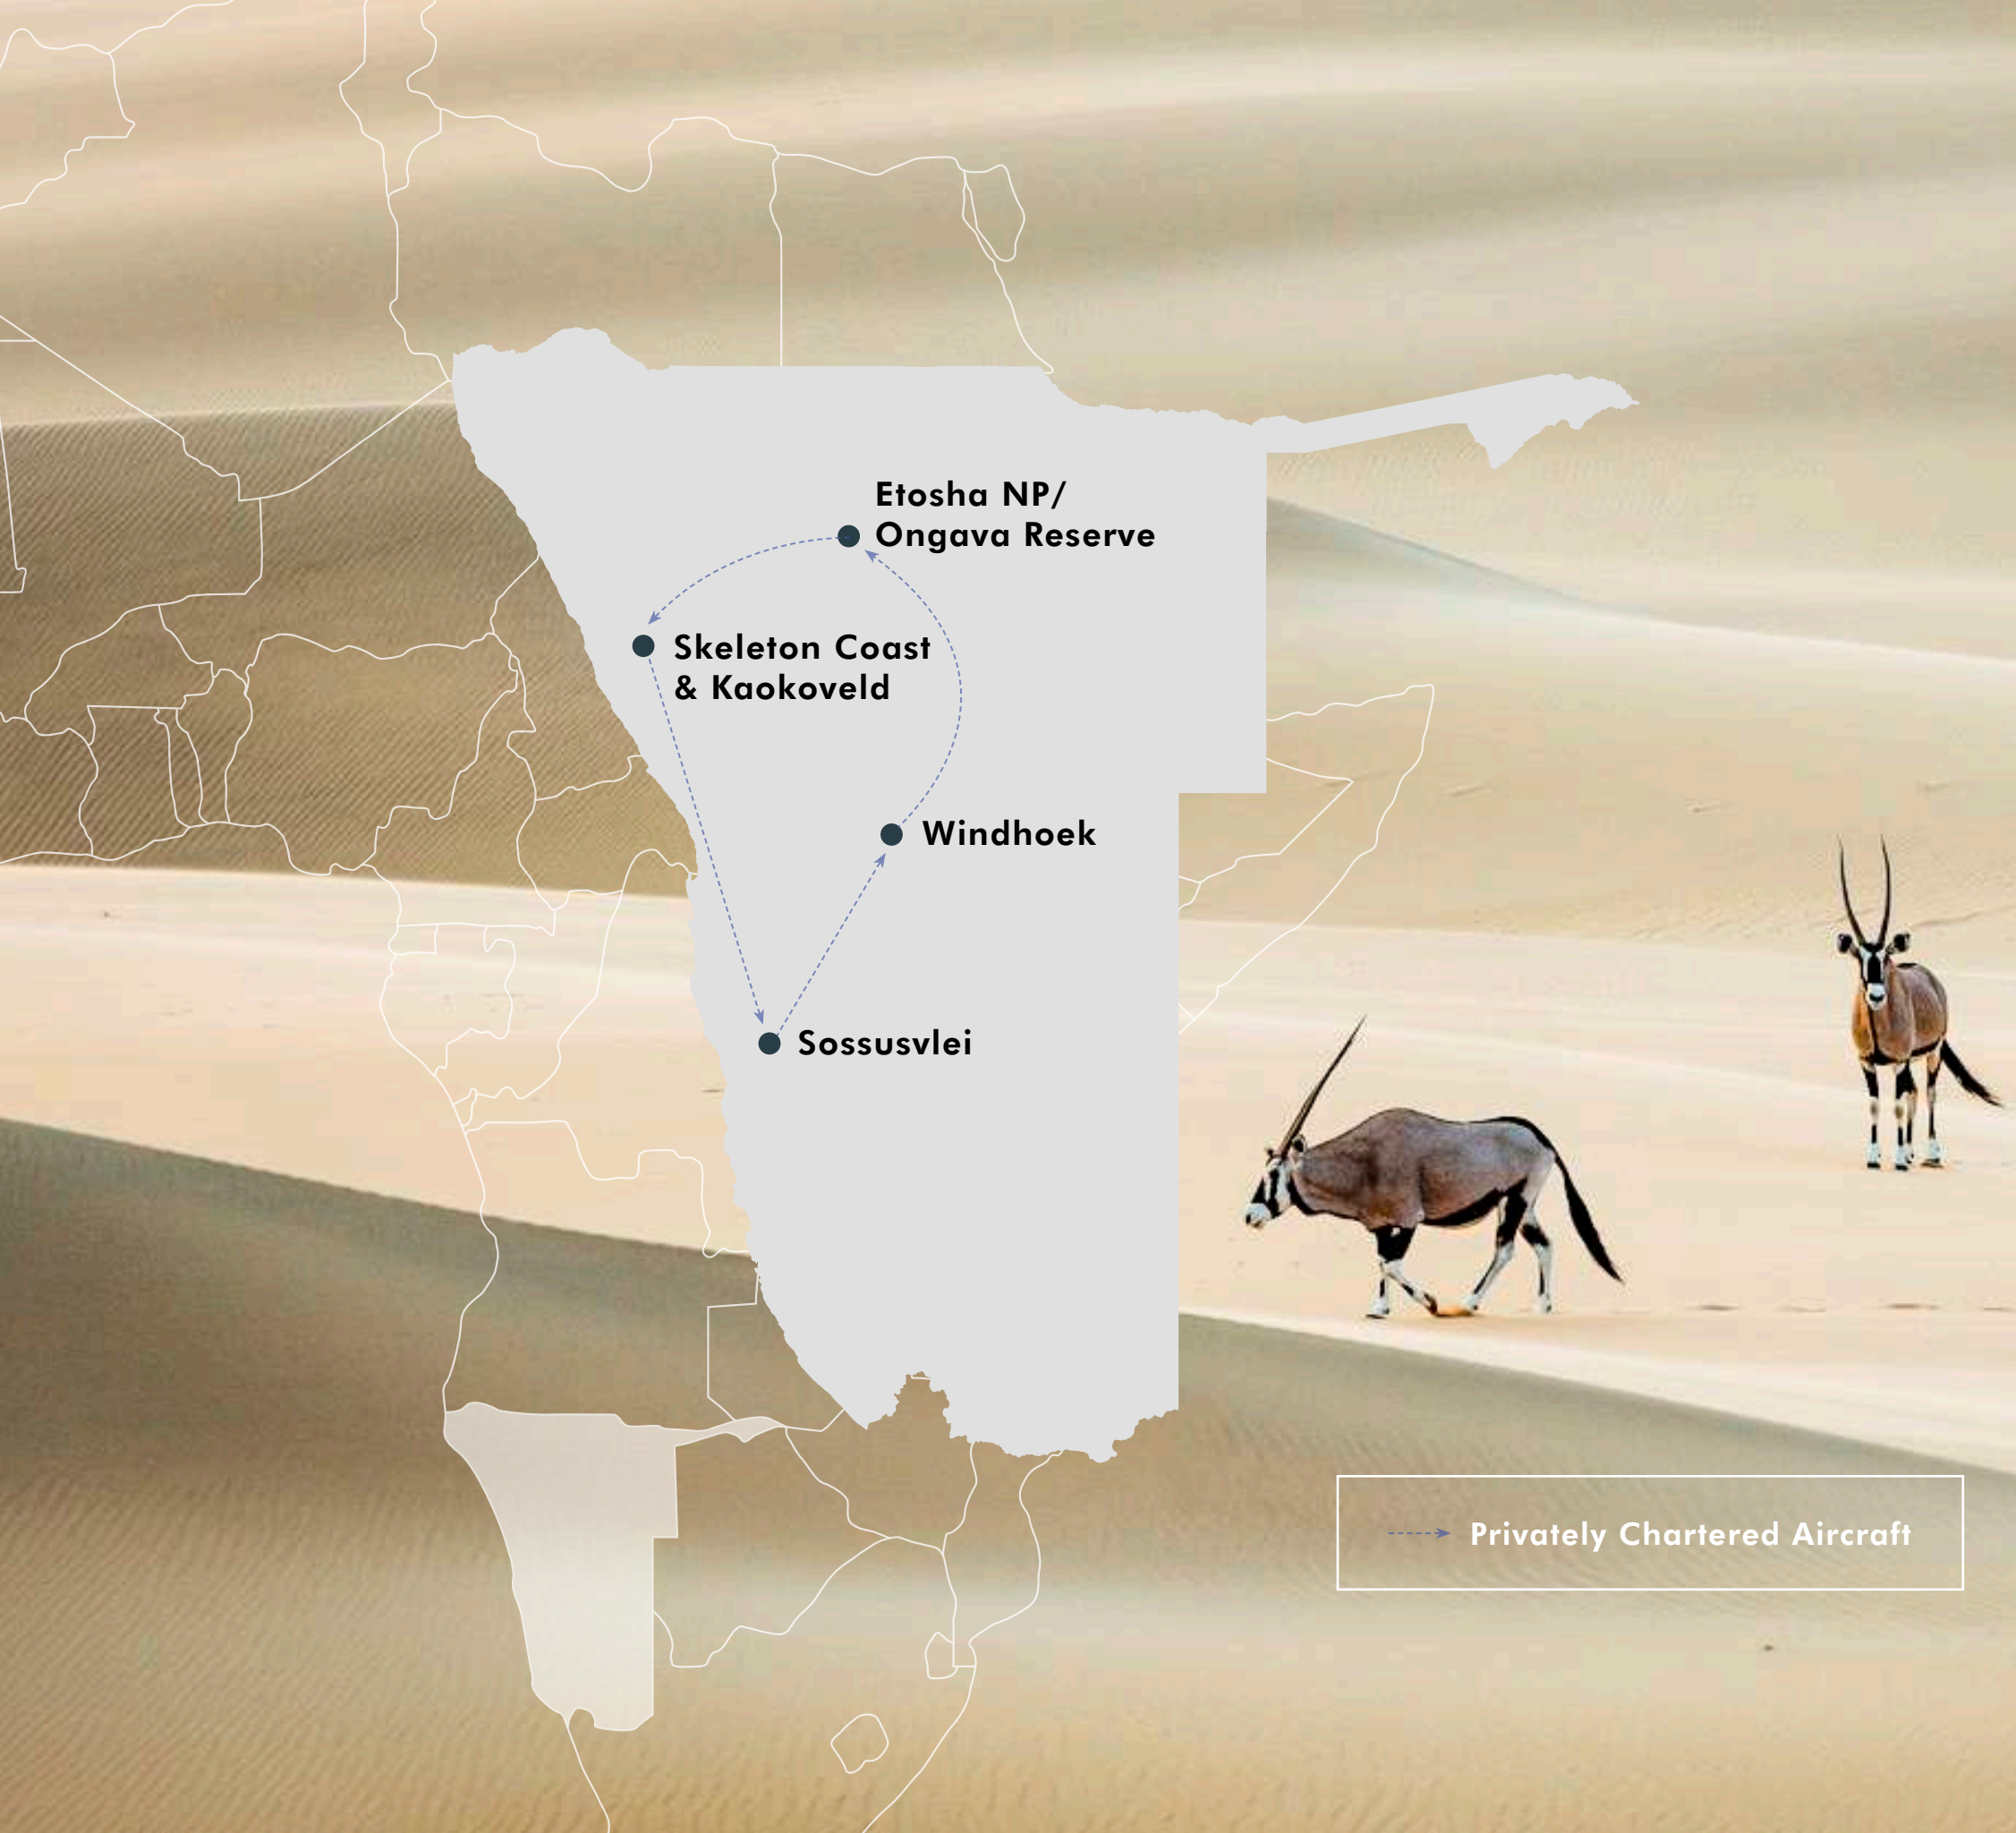 Etosha NP/
Ongava Reserve
Skeleton Coast
& Kaokoveld
Windhoek
Sossusvlei
Privately Chartered Aircraft